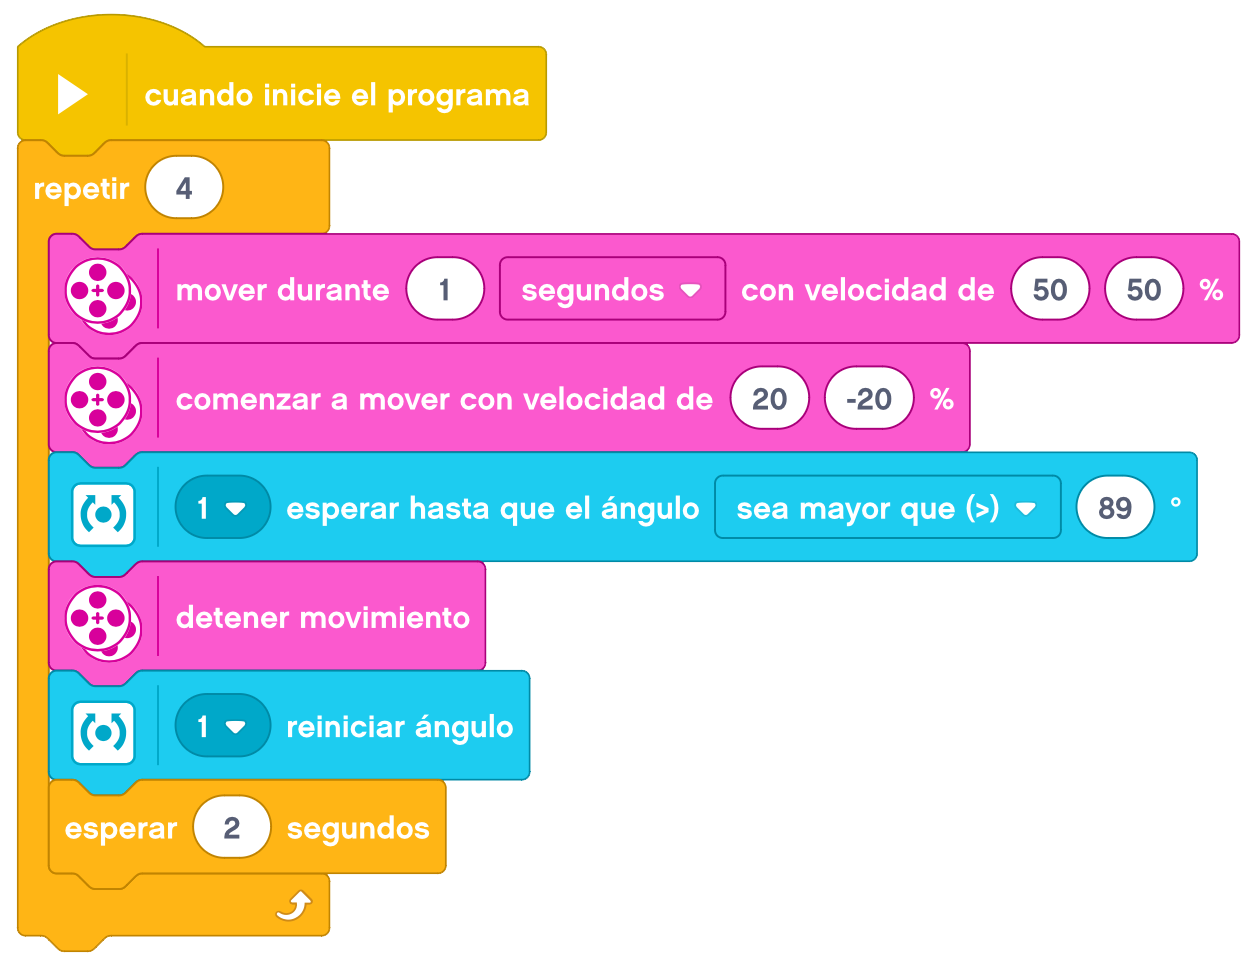 cuando inicie el programa
repetir 4
mover durante 1 segundos con velocidad de 50 50 %
comenzar a mover con velocidad de 20 -20 %
1 esperar hasta que el ángulo sea mayor que (>) 89 °
detener movimiento
1 reiniciar ángulo
esperar 2 segundos